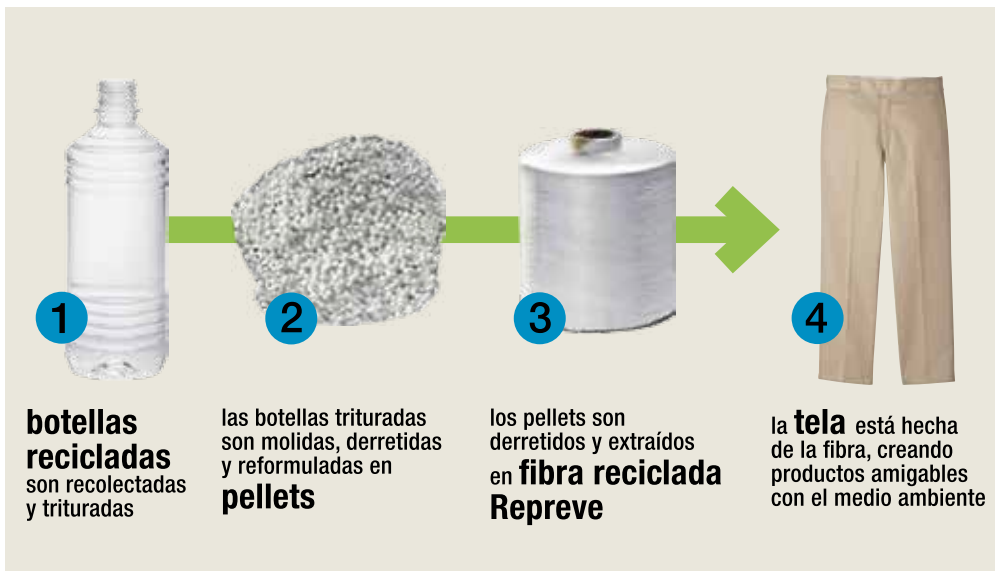 1
2
3
4
botellas
recicladas
son recolectadas
y trituradas
las botellas trituradas
son molidas, derretidas
y reformuladas en
pellets
los pellets son
derretidos y extraídos
en fibra reciclada
Repreve
la tela está hecha
de la fibra, creando
productos amigables
con el medio ambiente